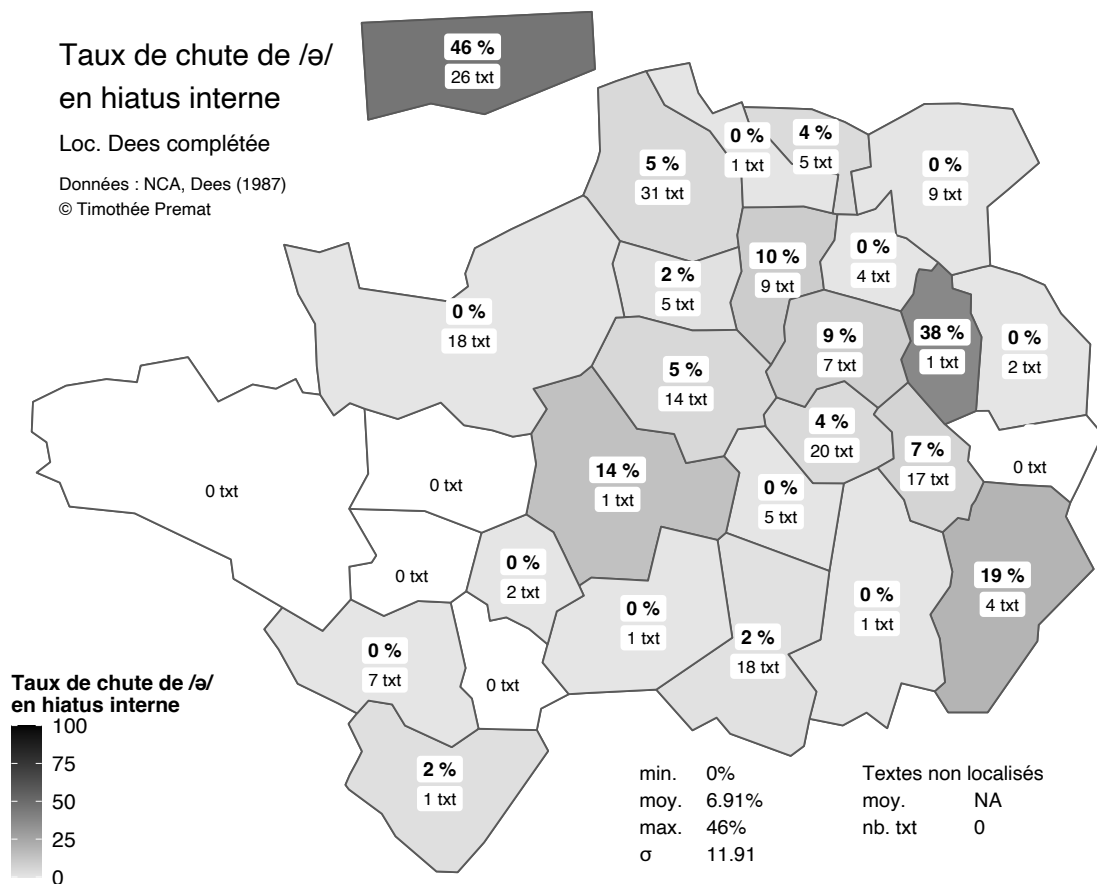 Taux de chute de /ə/
en hiatus interne
Loc. Dees complétée
Données : NCA, Dees (1987)
© Timothée Premat
46 %
26 txt
0 %
1 txt
4 %
5 txt
5 %
31 txt
0 %
9 txt
10 %
9 txt
0 %
4 txt
2 %
5 txt
0 %
18 txt
9 %
7 txt
38 %
1 txt
0 %
2 txt
5 %
14 txt
4 %
20 txt
7 %
17 txt
0 txt
14 %
1 txt
0 txt
0 txt
0 %
5 txt
0 txt
0 %
2 txt
19 %
4 txt
0 %
1 txt
0 %
1 txt
2 %
18 txt
0 %
7 txt
0 txt
2 %
1 txt
Taux de chute de /ə/
en hiatus interne
100
75
50
25
0
min. 0%
moy. 6.91%
max. 46%
σ 11.91
Textes non localisés
moy. NA
nb. txt 0